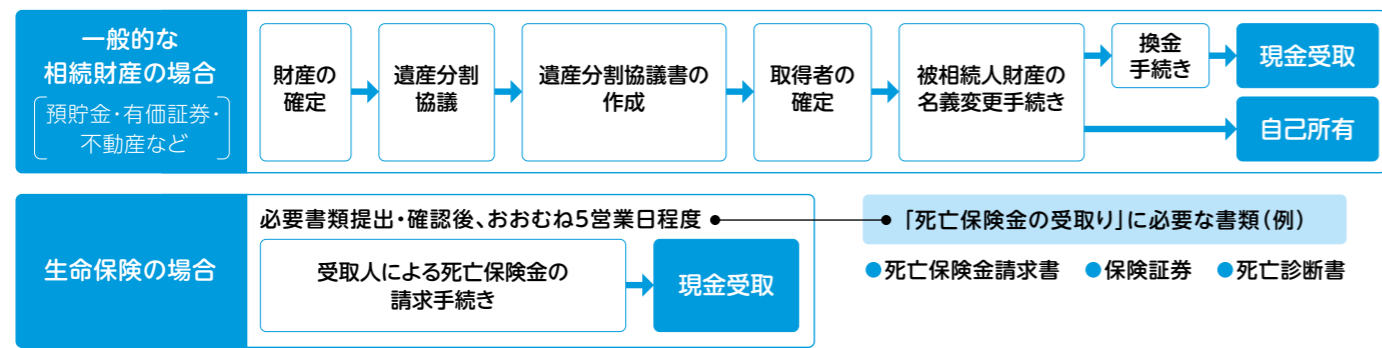 一般的な
相続財産の場合
預貯金・有価証券・
不動産など
財産の
確定
遺産分割
協議
遺産分割協議書の
作成
取得者の
確定
被相続人財産の
名義変更手続き
換金
手続き
現金受取
自己所有
生命保険の場合
必要書類提出・確認後、おおむね5営業日程度
受取人による死亡保険金の
請求手続き
現金受取
「死亡保険金の受取り」に必要な書類(例)
●死亡保険金請求書 ●保険証券 ●死亡診断書